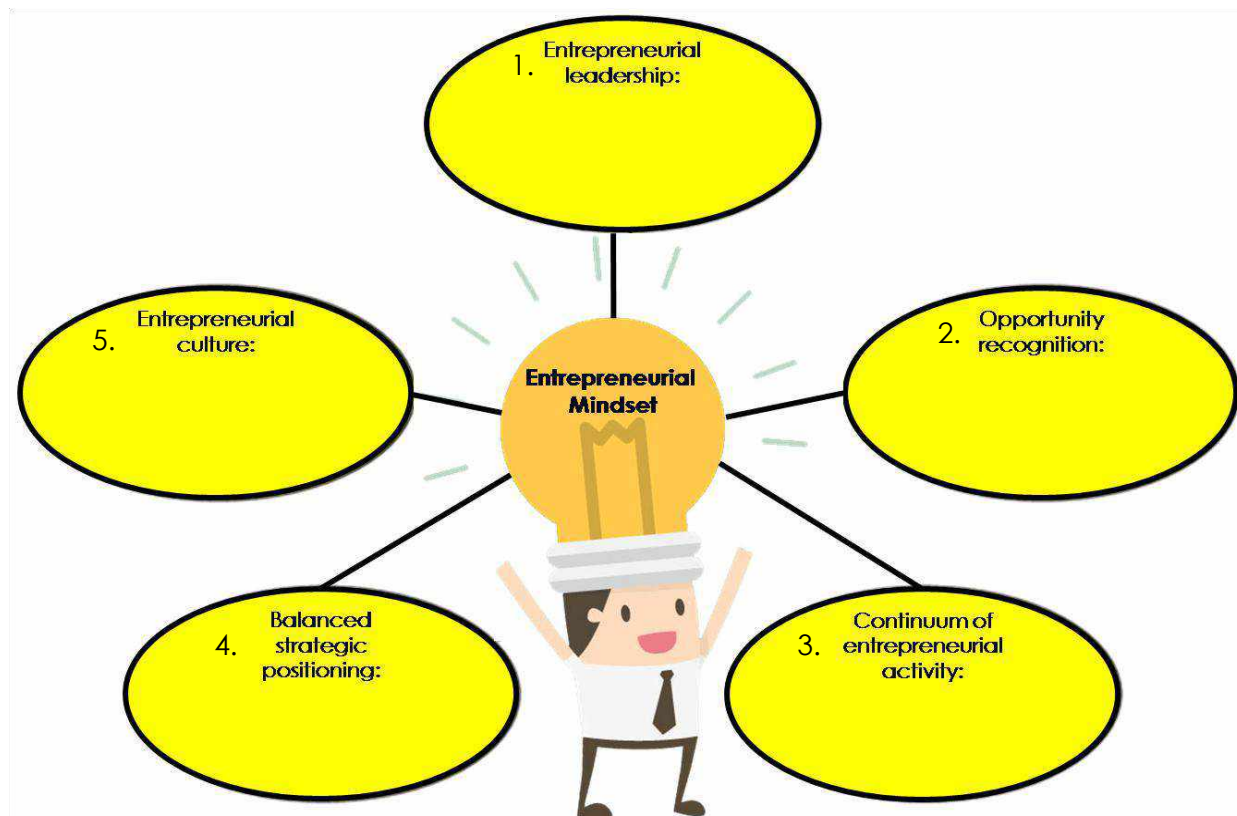 1. Entrepreneurial
leadership:
5. Entrepreneurial
culture:
2. Opportunity
recognition:
Entrepreneurial
Mindset
4. Balanced
strategic
positioning:
3. Continuum of
entrepreneurial
activity: